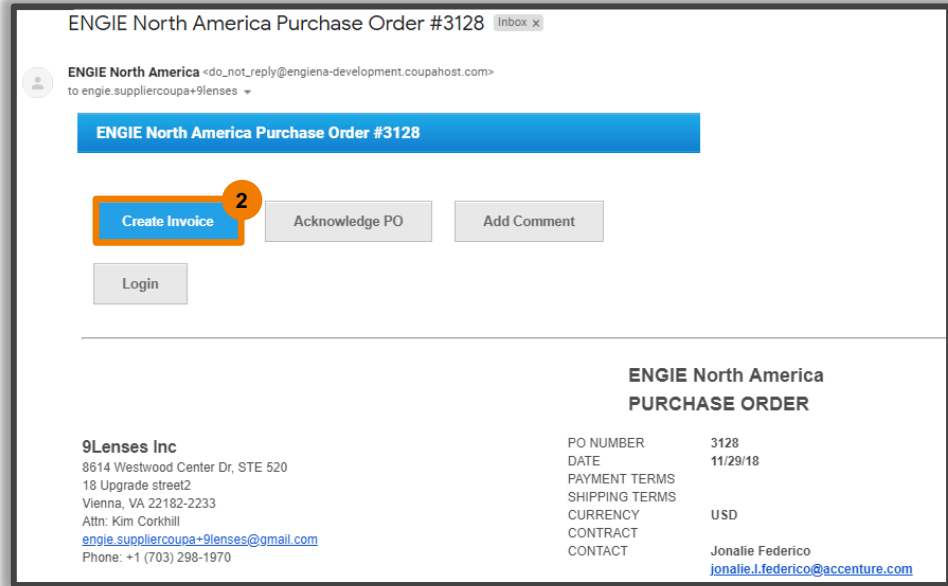 ENGIE North America Purchase Order #3128 Inbox x
ENGIE North America <do_not_reply@engiena-development.coupahost.com>
to engie.suppliercoupa+9lenses
ENGIE North America Purchase Order #3128
2
Create Invoice Acknowledge PO Add Comment
Login
ENGIE North America
PURCHASE ORDER
9Lenses Inc
8614 Westwood Center Dr, STE 520
18 Upgrade street2
Vienna, VA 22182-2233
Attn: Kim Corkhill
engie.suppliercoupa+9lenses@gmail.com
Phone: +1 (703) 298-1970
PO NUMBER 3128
DATE 11/29/18
PAYMENT TERMS
SHIPPING TERMS
CURRENCY USD
CONTRACT
CONTACT Jonalie Federico
jonalie.l.federico@accenture.com